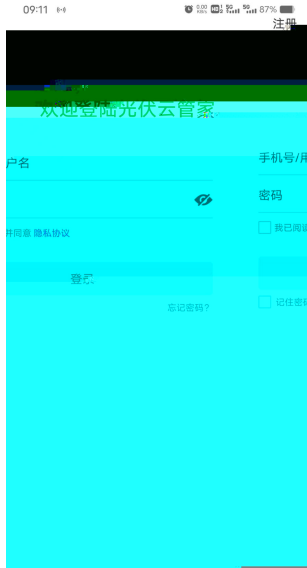 09:11
87%
注册
欢迎登陆光伏云管家
户名
手机号/用
密码
并同意 隐私协议
我已阅读
登录
忘记密码？
记住密码